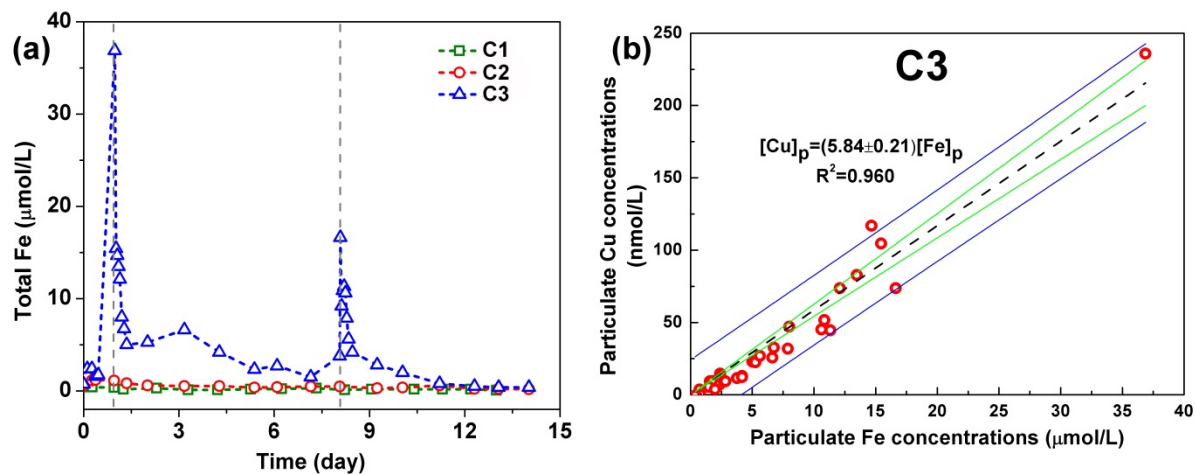 (a)
40
30
20
10
0
Total Fe (μmol/L)
C1
C2
C3
0 3 6 9 12 15
Time (day)
(b)
C3
250
200
150
100
50
0
Particulate Cu concentrations
(nmol/L)
[Cu]p=(5.84±0.21)[Fe]p
R²=0.960
0 5 10 15 20 25 30 35 40
Particulate Fe concentrations (μmol/L)